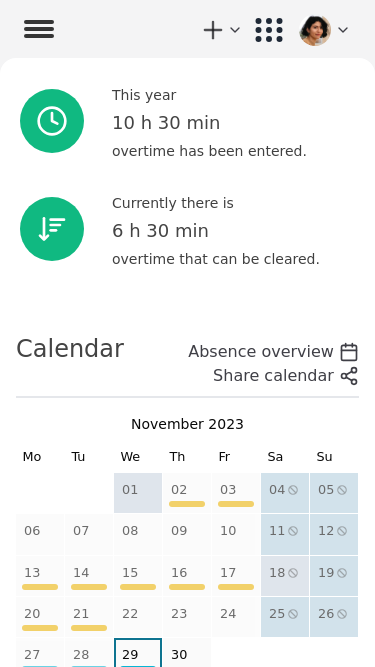 This year
10 h 30 min
overtime has been entered.
Currently there is
6 h 30 min
overtime that can be cleared.
Calendar
Absence overview
Share calendar
November 2023
Mo Tu We Th Fr Sa Su
01 02 03 04 05
06 07 08 09 10 11 12
13 14 15 16 17 18 19
20 21 22 23 24 25 26
27 28 29 30